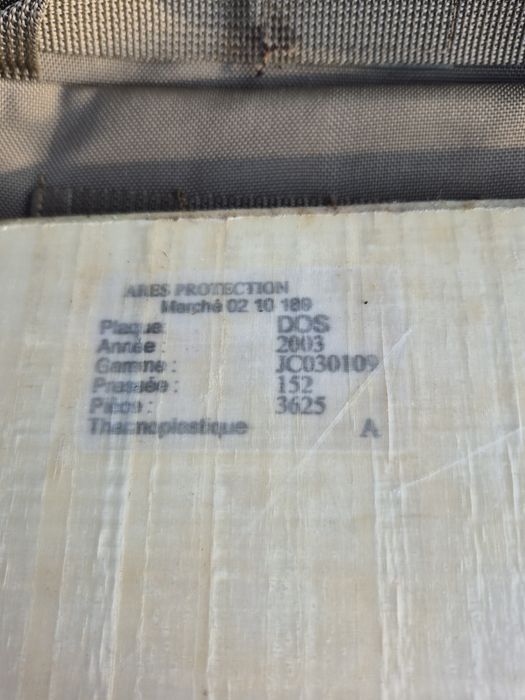 ARES PROTECTION
Marché 02 10 189
Plaque DOS
Année : 2003
Gamme : JC030109
Pressée : 152
Pièce : 3625
Thermoplastique A